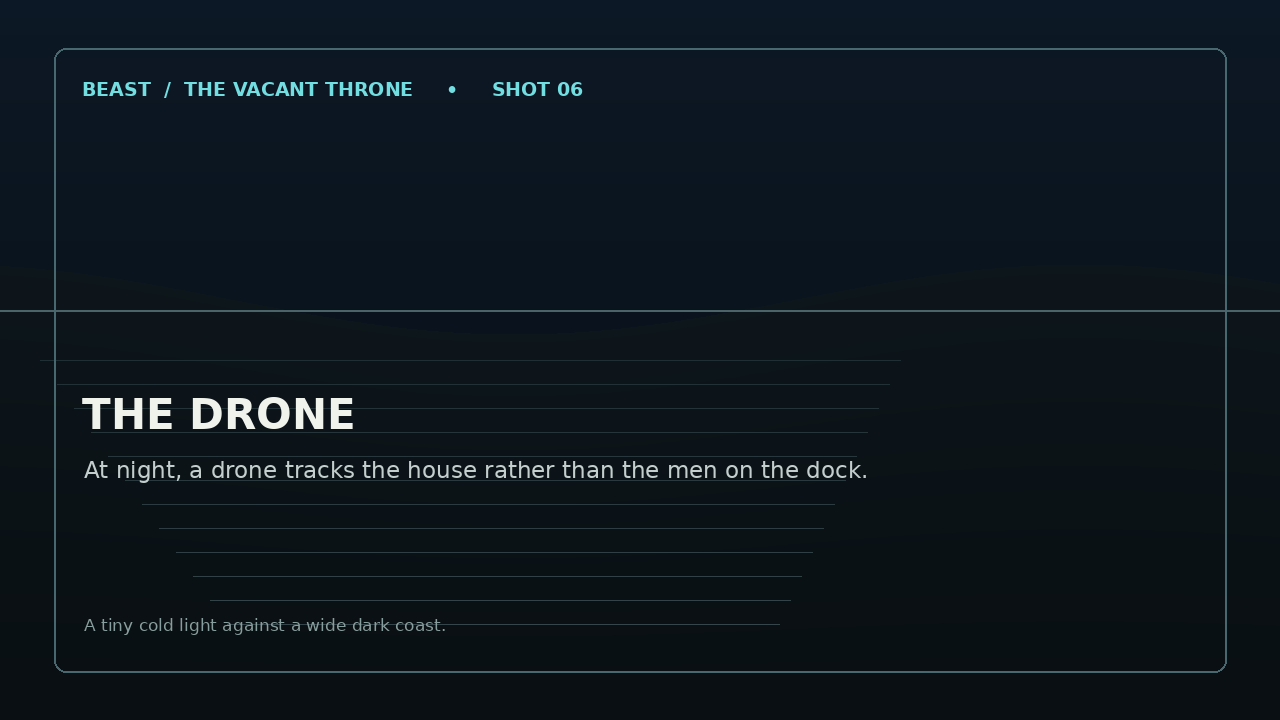 BEAST / THE VACANT THRONE • SHOT 06
THE DRONE
At night, a drone tracks the house rather than the men on the dock.
A tiny cold light against a wide dark coast.